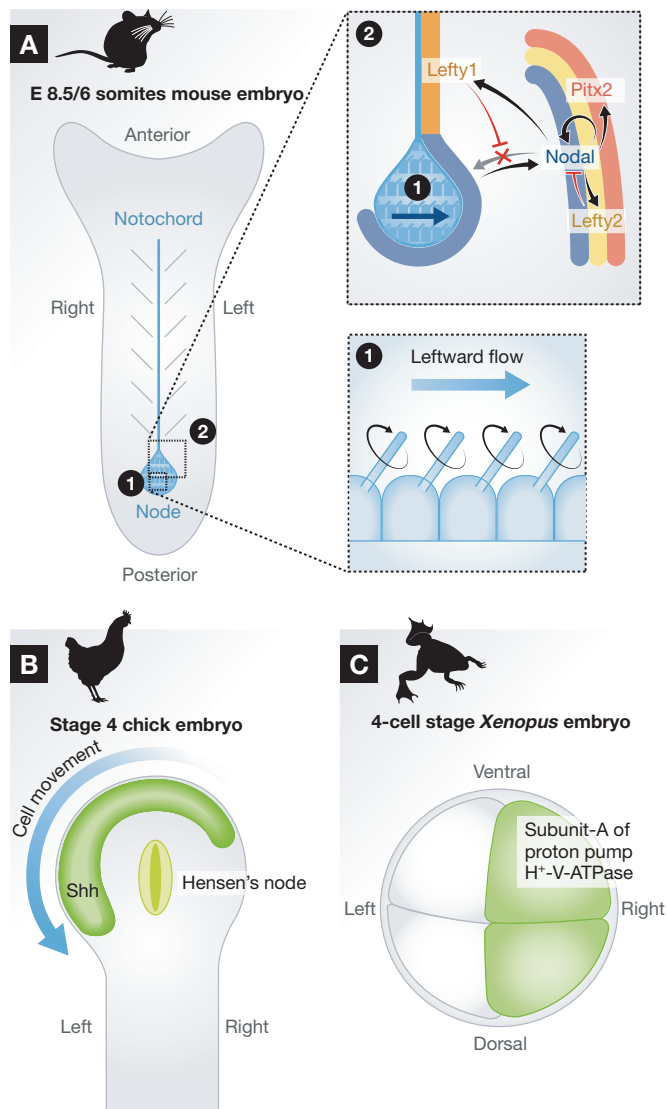 A
E 8.5/6 somites mouse embryo
Anterior
Notochord
Right
Left
2
1
Node
Posterior
2
Lefty1
Pitx2
Nodal
1
Lefty2
1
Leftward flow
B
Stage 4 chick embryo
Cell movement
Shh
Hensen's node
Left
Right
C
4-cell stage Xenopus embryo
Ventral
Subunit-A of
proton pump
H⁺-V-ATPase
Left
Right
Dorsal